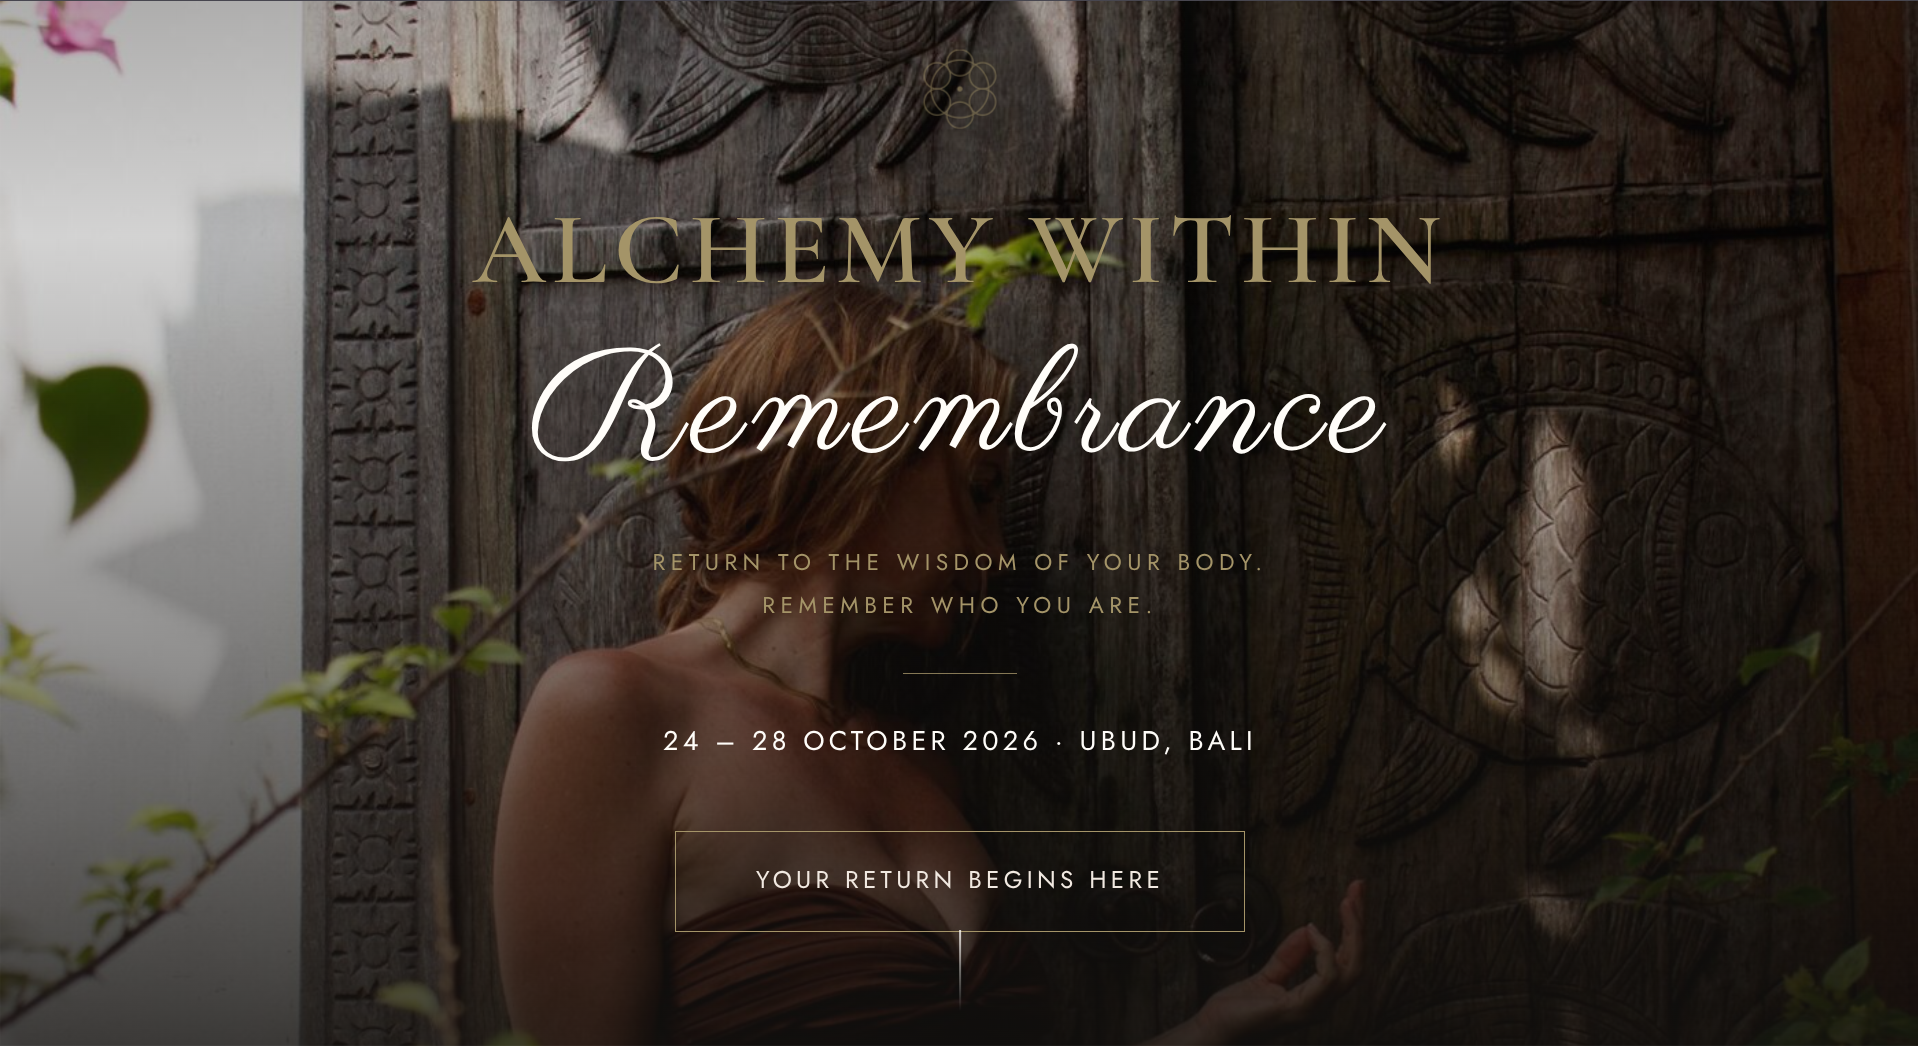 ALCHEMY WITHIN
Remembrance
RETURN TO THE WISDOM OF YOUR BODY.
REMEMBER WHO YOU ARE.
24 — 28 OCTOBER 2026 · UBUD, BALI
YOUR RETURN BEGINS HERE